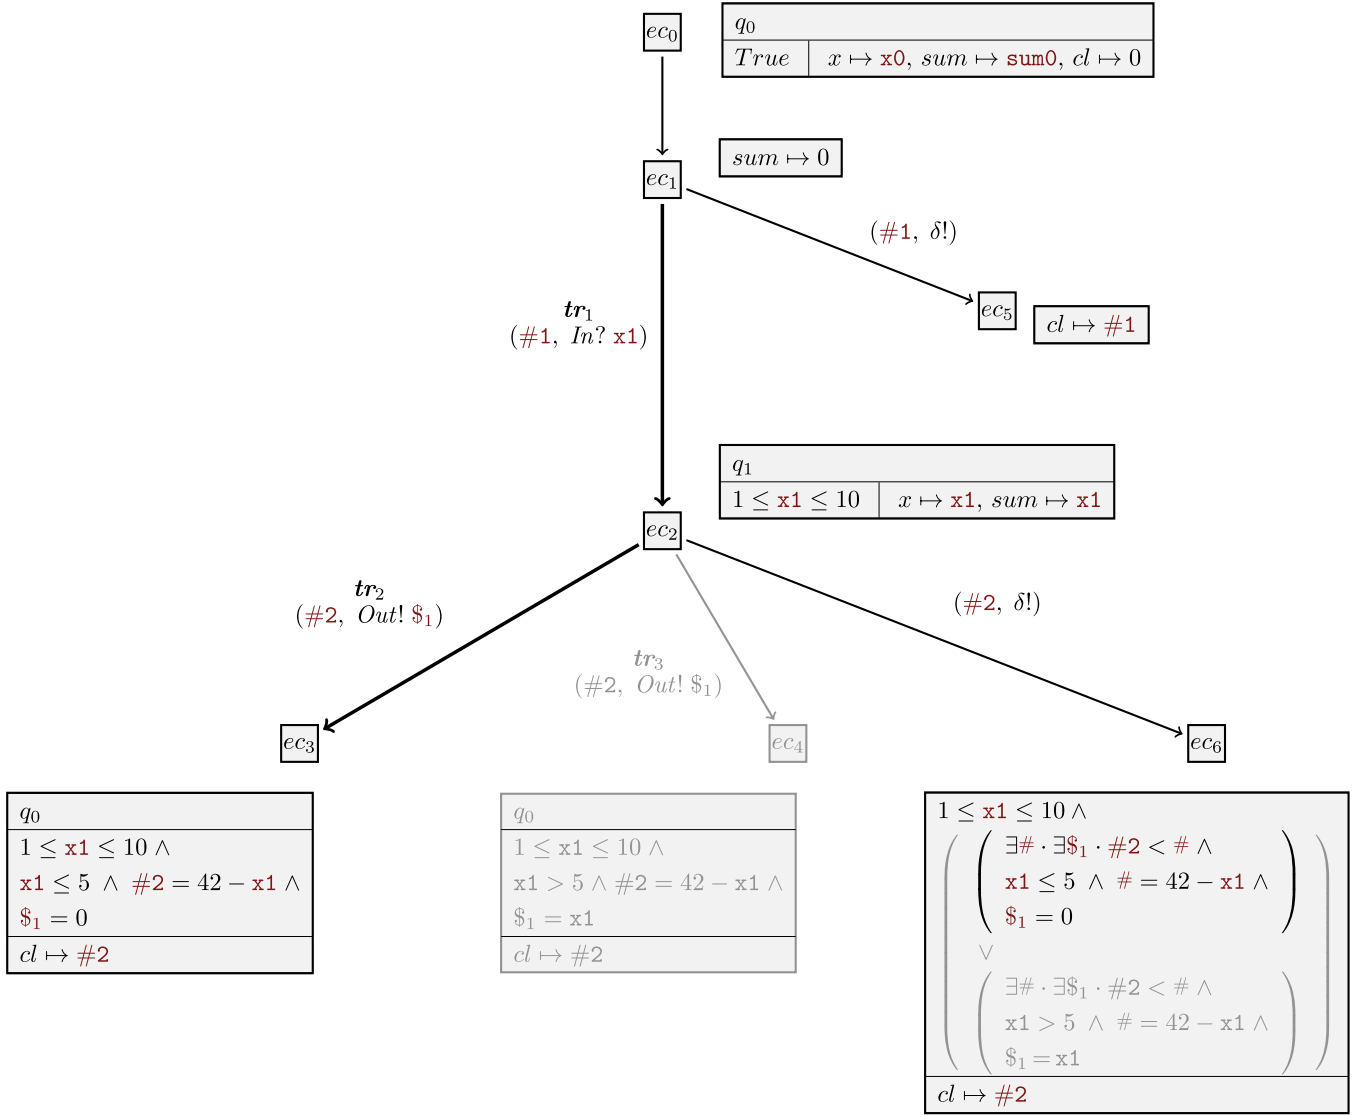 ec₀
q₀
True | x ↦ x0, sum ↦ sum0, cl ↦ 0
sum ↦ 0
ec₁
(#1, δ!)
ec₅
cl ↦ #1
tr₁
(#1, In? x1)
q₁
1 ≤ x1 ≤ 10 | x ↦ x1, sum ↦ x1
ec₂
tr₂
(#2, Out! $₁)
(#2, δ!)
tr₃
(#2, Out! $₁)
ec₃
ec₄
ec₆
q₀
1 ≤ x1 ≤ 10 ∧
x1 ≤ 5 ∧ #2 = 42 − x1 ∧
$₁ = 0
cl ↦ #2
q₀
1 ≤ x1 ≤ 10 ∧
x1 > 5 ∧ #2 = 42 − x1 ∧
$₁ = x1
cl ↦ #2
1 ≤ x1 ≤ 10 ∧
∃# · ∃$₁ · #2 < # ∧
x1 ≤ 5 ∧ # = 42 − x1 ∧
$₁ = 0
∨
∃# · ∃$₁ · #2 < # ∧
x1 > 5 ∧ # = 42 − x1 ∧
$₁ = x1
cl ↦ #2